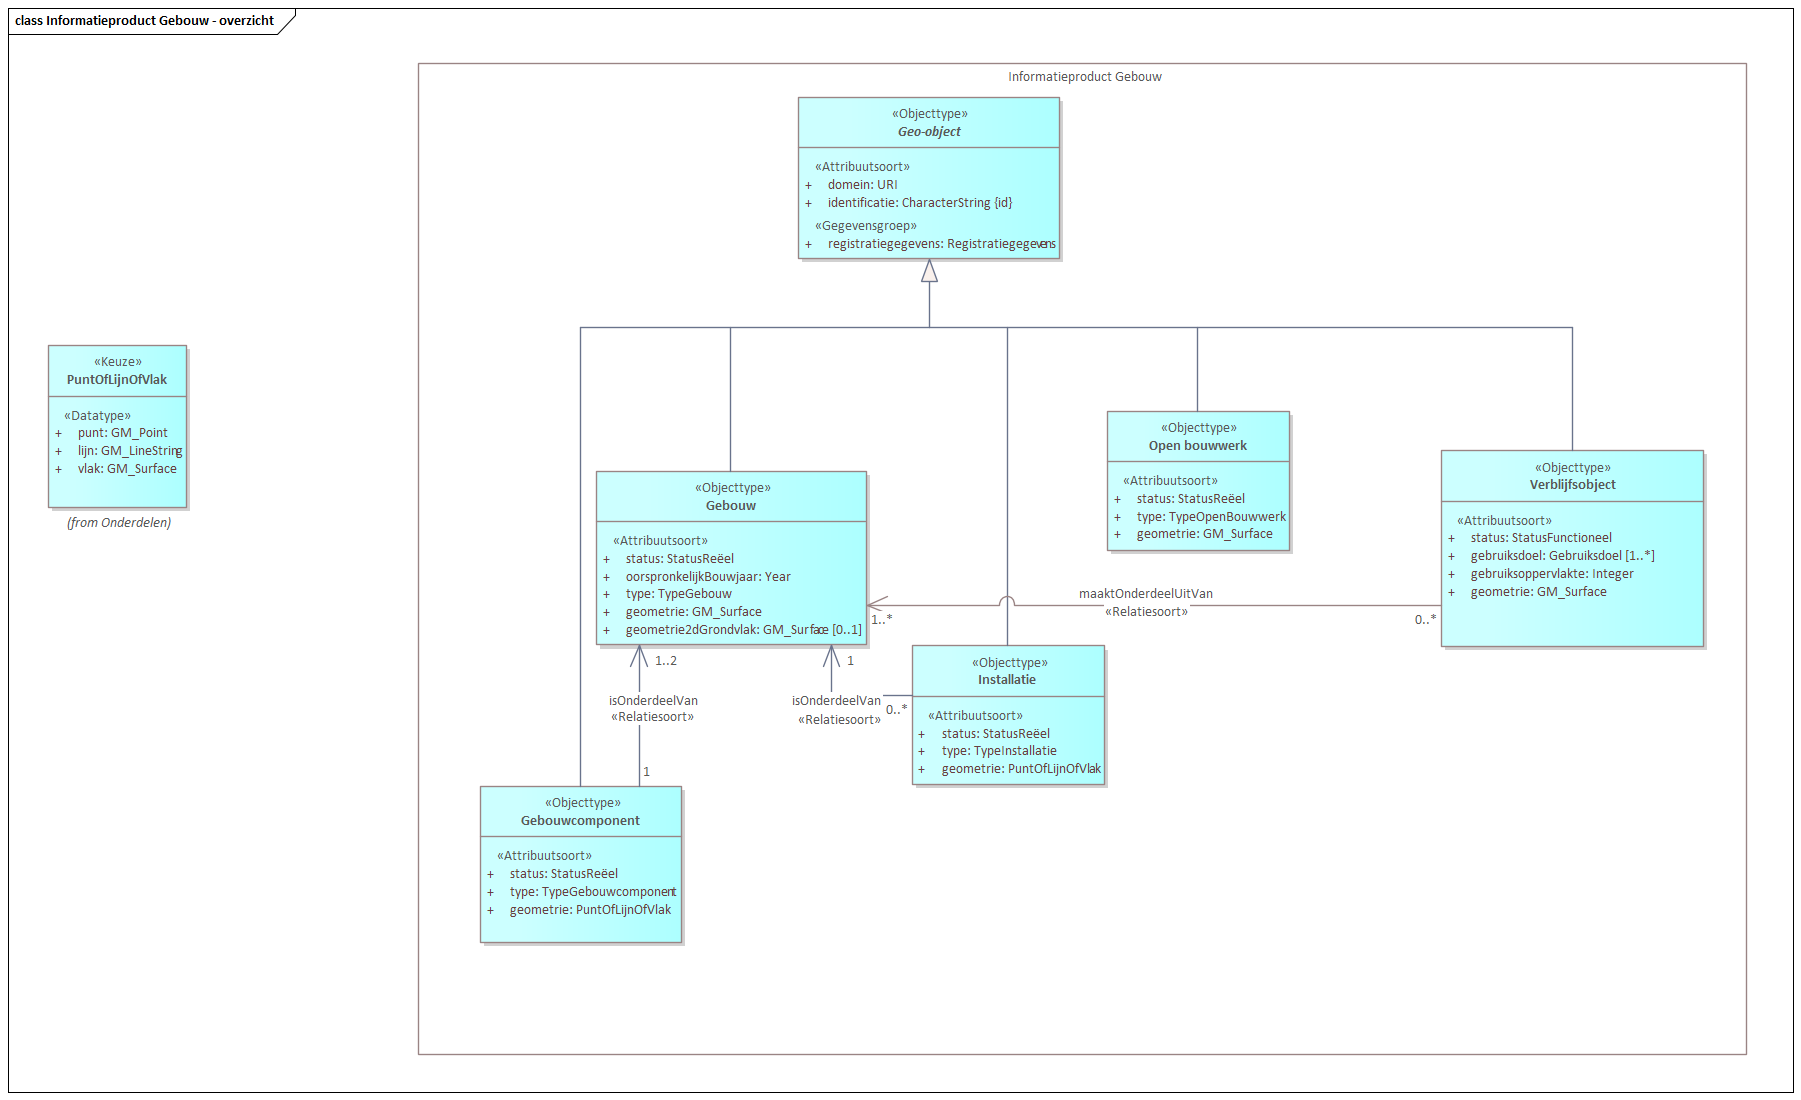 class Informatieproduct Gebouw - overzicht
Informatieproduct Gebouw
«Objecttype»
Geo-object
«Attribuutsoort»
+ domein: URI
+ identificatie: CharacterString {id}
«Gegevensgroep»
+ registratiegegevens: Registratiegegevens
«Keuze»
PuntOfLijnOfVlak
«Datatype»
+ punt: GM_Point
+ lijn: GM_LineString
+ vlak: GM_Surface
(from Onderdelen)
«Objecttype»
Open bouwwerk
«Attribuutsoort»
+ status: StatusReëel
+ type: TypeOpenBouwwerk
+ geometrie: GM_Surface
«Objecttype»
Verblijfsobject
«Attribuutsoort»
+ status: StatusFunctioneel
+ gebruiksdoel: Gebruiksdoel [1..*]
+ gebruiksoppervlakte: Integer
+ geometrie: GM_Surface
«Objecttype»
Gebouw
«Attribuutsoort»
+ status: StatusReëel
+ oorspronkelijkBouwjaar: Year
+ type: TypeGebouw
+ geometrie: GM_Surface
+ geometrie2dGrondvlak: GM_Surface [0..1]
maaktOnderdeelUitVan
«Relatiesoort»
1..*
0..*
1..2
isOnderdeelVan
«Relatiesoort»
1
1
isOnderdeelVan
«Relatiesoort»
0..*
«Objecttype»
Installatie
«Attribuutsoort»
+ status: StatusReëel
+ type: TypeInstallatie
+ geometrie: PuntOfLijnOfVlak
«Objecttype»
Gebouwcomponent
«Attribuutsoort»
+ status: StatusReëel
+ type: TypeGebouwcomponent
+ geometrie: PuntOfLijnOfVlak